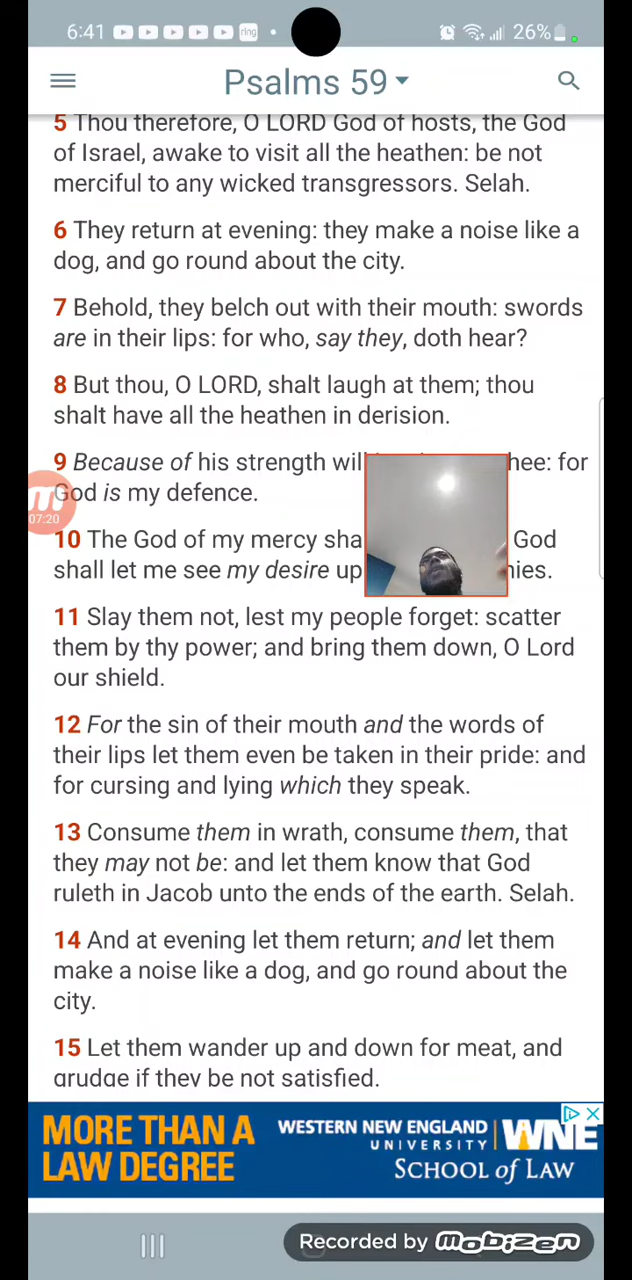 6:41 ring 26%
Psalms 59
5 Thou therefore, O LORD God of hosts, the God
of Israel, awake to visit all the heathen: be not
merciful to any wicked transgressors. Selah.
6 They return at evening: they make a noise like a
dog, and go round about the city.
7 Behold, they belch out with their mouth: swords
are in their lips: for who, say they, doth hear?
8 But thou, O LORD, shalt laugh at them; thou
shalt have all the heathen in derision.
9 Because of his strength will hee: for
God is my defence.
07:20
10 The God of my mercy sha God
shall let me see my desire up nies.
11 Slay them not, lest my people forget: scatter
them by thy power; and bring them down, O Lord
our shield.
12 For the sin of their mouth and the words of
their lips let them even be taken in their pride: and
for cursing and lying which they speak.
13 Consume them in wrath, consume them, that
they may not be: and let them know that God
ruleth in Jacob unto the ends of the earth. Selah.
14 And at evening let them return; and let them
make a noise like a dog, and go round about the
city.
15 Let them wander up and down for meat, and
grudge if they be not satisfied.
MORE THAN A
LAW DEGREE
WESTERN NEW ENGLAND
UNIVERSITY
WNE
SCHOOL of LAW
Recorded by mobizen